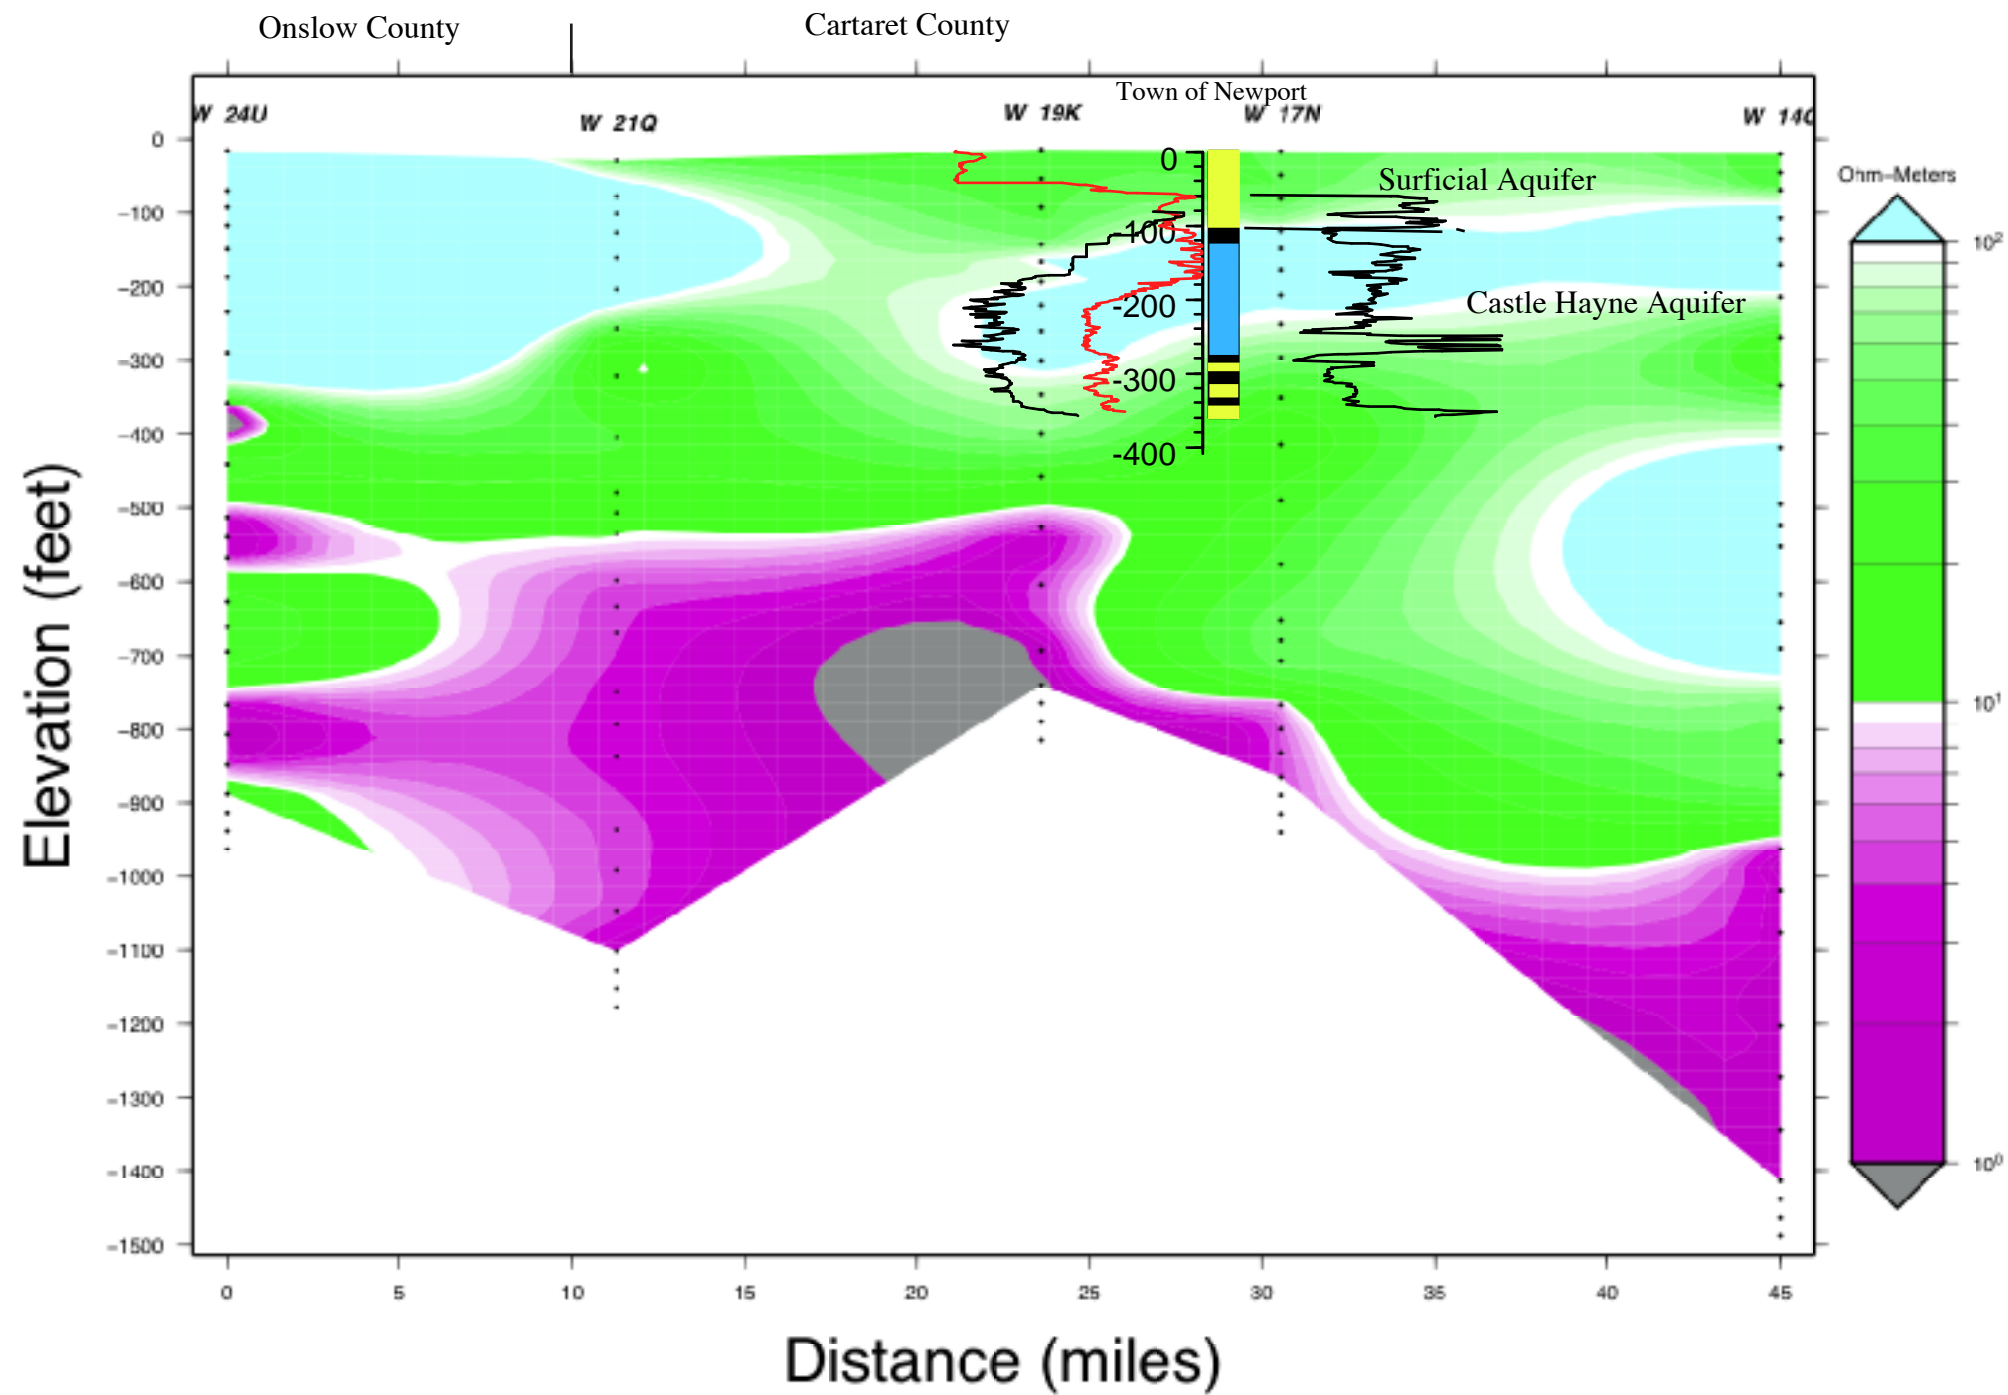 Onslow County
Cartaret County
Town of Newport
W 24U
W 21Q
W 19K
W 17N
W 14
Surficial Aquifer
Castle Hayne Aquifer
0
-100
-200
-300
-400
Elevation (feet)
0
−100
−200
−300
−400
−500
−600
−700
−800
−900
−1000
−1100
−1200
−1300
−1400
−1500
0 5 10 15 20 25 30 35 40 45
Distance (miles)
Ohm−Meters
10²
10¹
10⁰